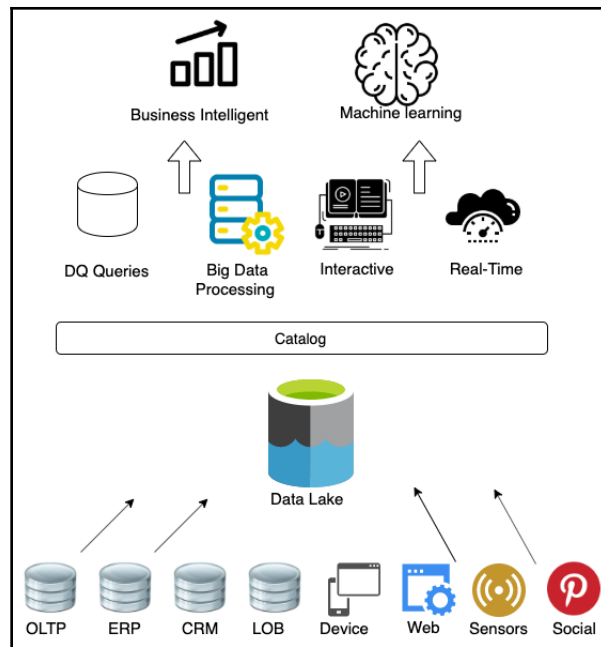 Business Intelligent
Machine learning
DQ Queries
Big Data
Processing
Interactive
Real-Time
Catalog
Data Lake
OLTP
ERP
CRM
LOB
Device
Web
Sensors
Social